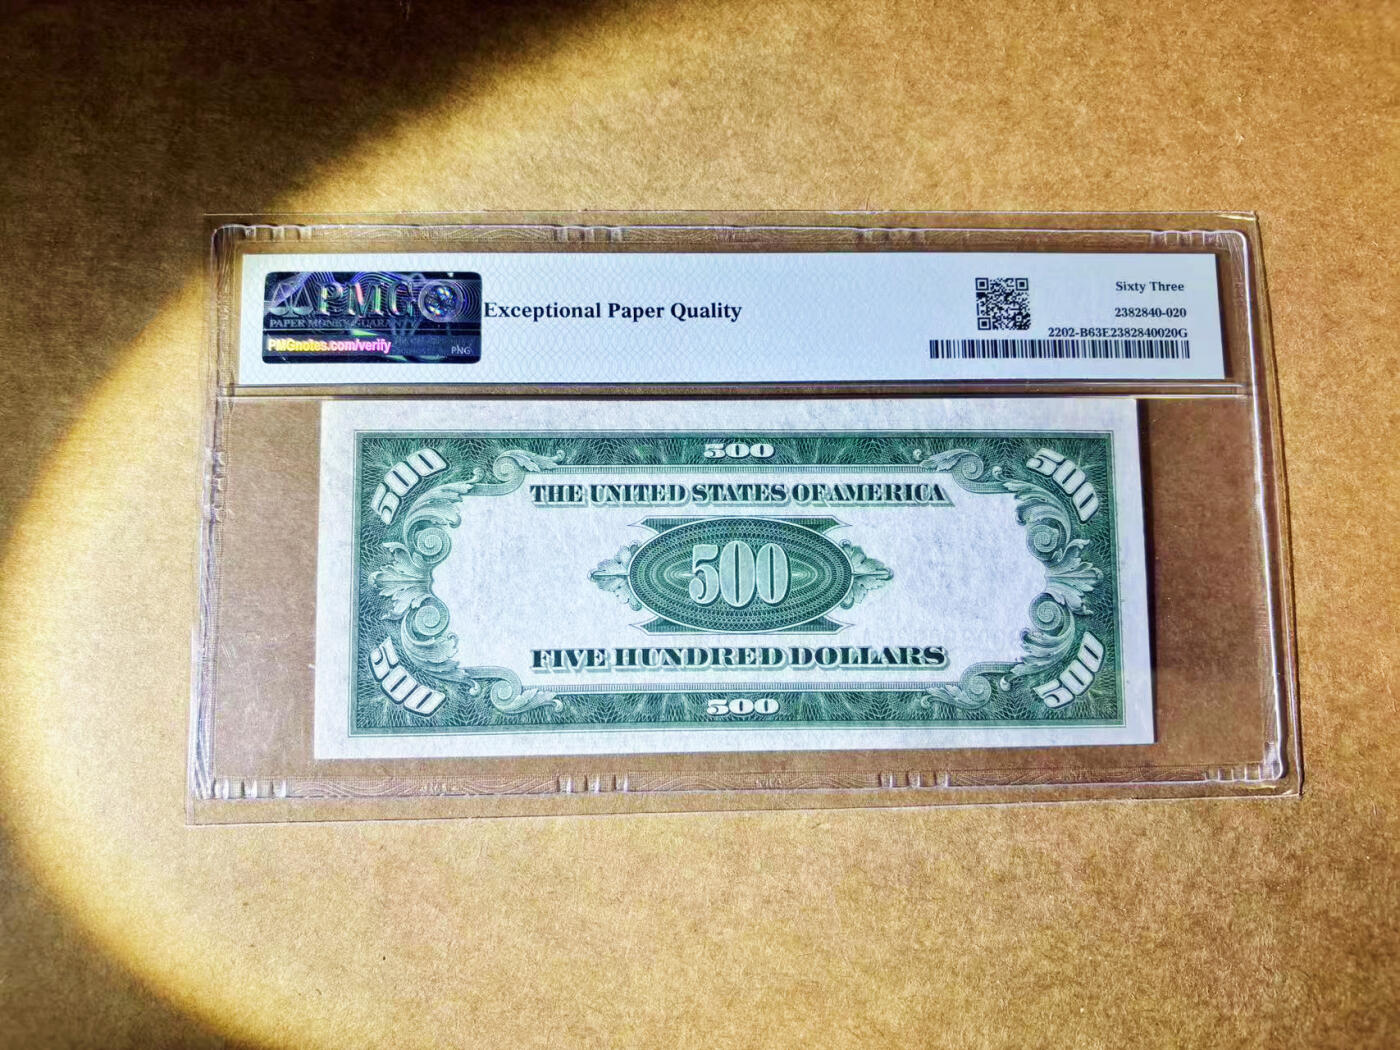 PMG
PAPER MONEY GUARANTY
PMGnotes.com/verify
PNG
Exceptional Paper Quality
Sixty Three
2382840-020
2202-B63E2382840020G
500
500
500
THE UNITED STATES OF AMERICA
500
FIVE HUNDRED DOLLARS
500
500
500